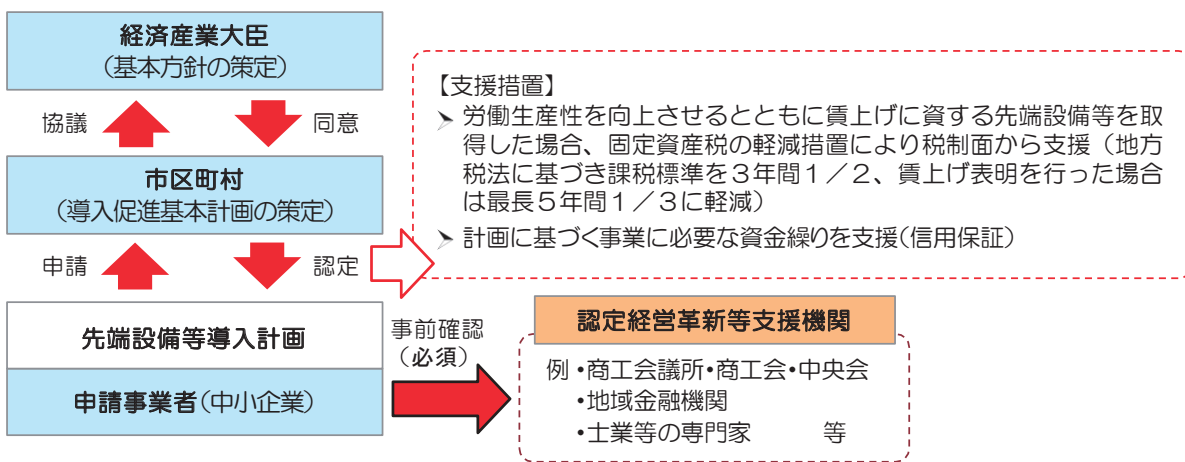 経済産業大臣
（基本方針の策定）
協議
同意
市区町村
（導入促進基本計画の策定）
申請
認定
先端設備等導入計画
申請事業者（中小企業）
【支援措置】
➢ 労働生産性を向上させるとともに賃上げに資する先端設備等を取
得した場合、固定資産税の軽減措置により税制面から支援（地方
税法に基づき課税標準を３年間１／２、賃上げ表明を行った場合
は最長５年間１／３に軽減）
➢ 計画に基づく事業に必要な資金繰りを支援（信用保証）
事前確認
（必須）
認定経営革新等支援機関
例 ・商工会議所・商工会・中央会
・地域金融機関
・士業等の専門家　　等